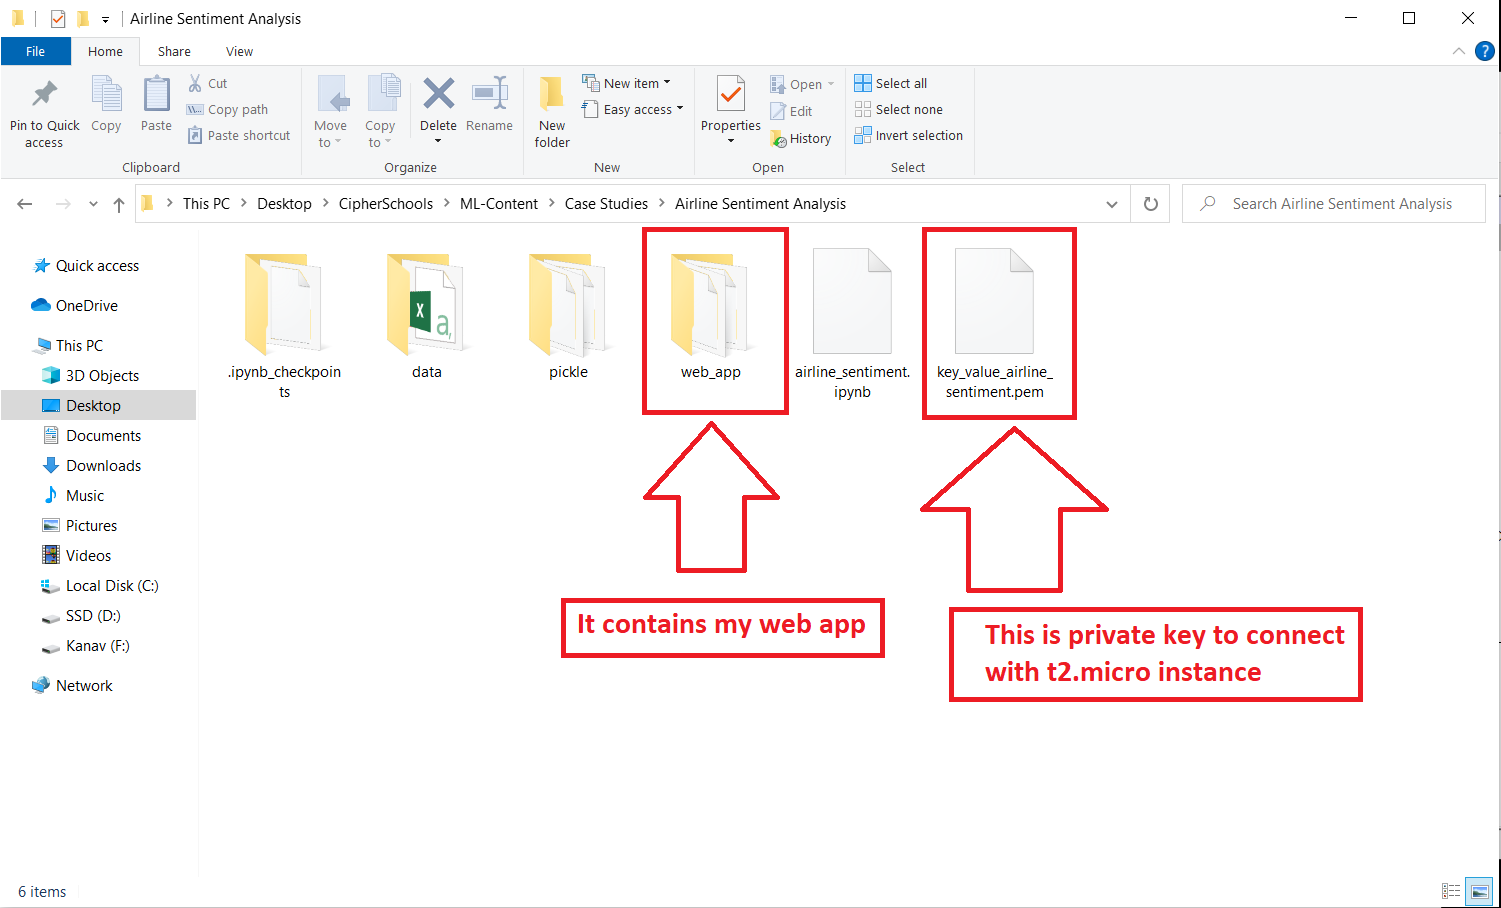 Airline Sentiment Analysis
File Home Share View
Pin to Quick access
Copy
Paste
Cut
Copy path
Paste shortcut
Clipboard
Move to
Copy to
Delete
Rename
Organize
New folder
New item
Easy access
New
Properties
Open
Edit
History
Open
Select all
Select none
Invert selection
Select
This PC > Desktop > CipherSchools > ML-Content > Case Studies > Airline Sentiment Analysis
Search Airline Sentiment Analysis
Quick access
OneDrive
This PC
3D Objects
Desktop
Documents
Downloads
Music
Pictures
Videos
Local Disk (C:)
SSD (D:)
Kanav (F:)
Network
.ipynb_checkpoin
ts
data
pickle
web_app
airline_sentiment.
ipynb
key_value_airline_
sentiment.pem
It contains my web app
This is private key to connect
with t2.micro instance
6 items